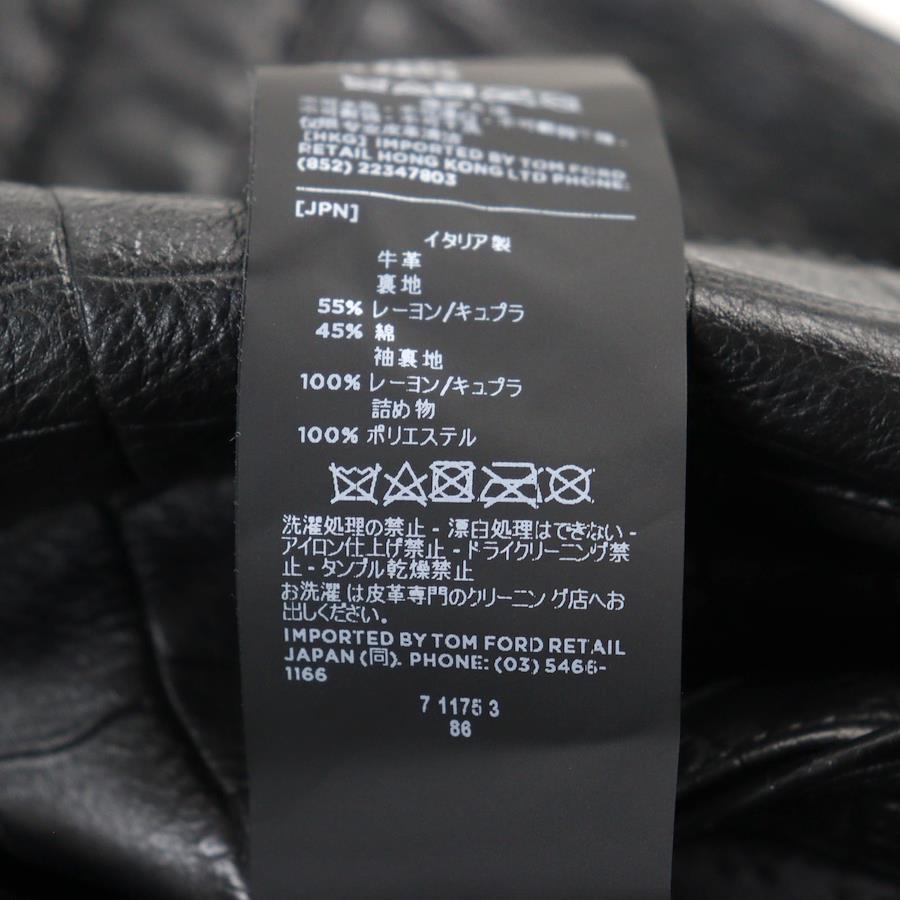 [HKG] IMPORTED BY TOM FORD
RETAIL HONG KONG LTD PHONE:
(852) 22347803
[JPN]
イタリア製
牛革
裏地
55% レーヨン/キュプラ
45% 綿
袖裏地
100% レーヨン/キュプラ
詰め物
100% ポリエステル
洗濯処理の禁止 - 漂白処理はできない -
アイロン仕上げ禁止 - ドライクリーニング禁
止 - タンブル乾燥禁止
お洗濯は皮革専門のクリーニング店へお
出しください。
IMPORTED BY TOM FORD RETAIL
JAPAN (同). PHONE: (03) 5466-
1166
7 1175 3
86